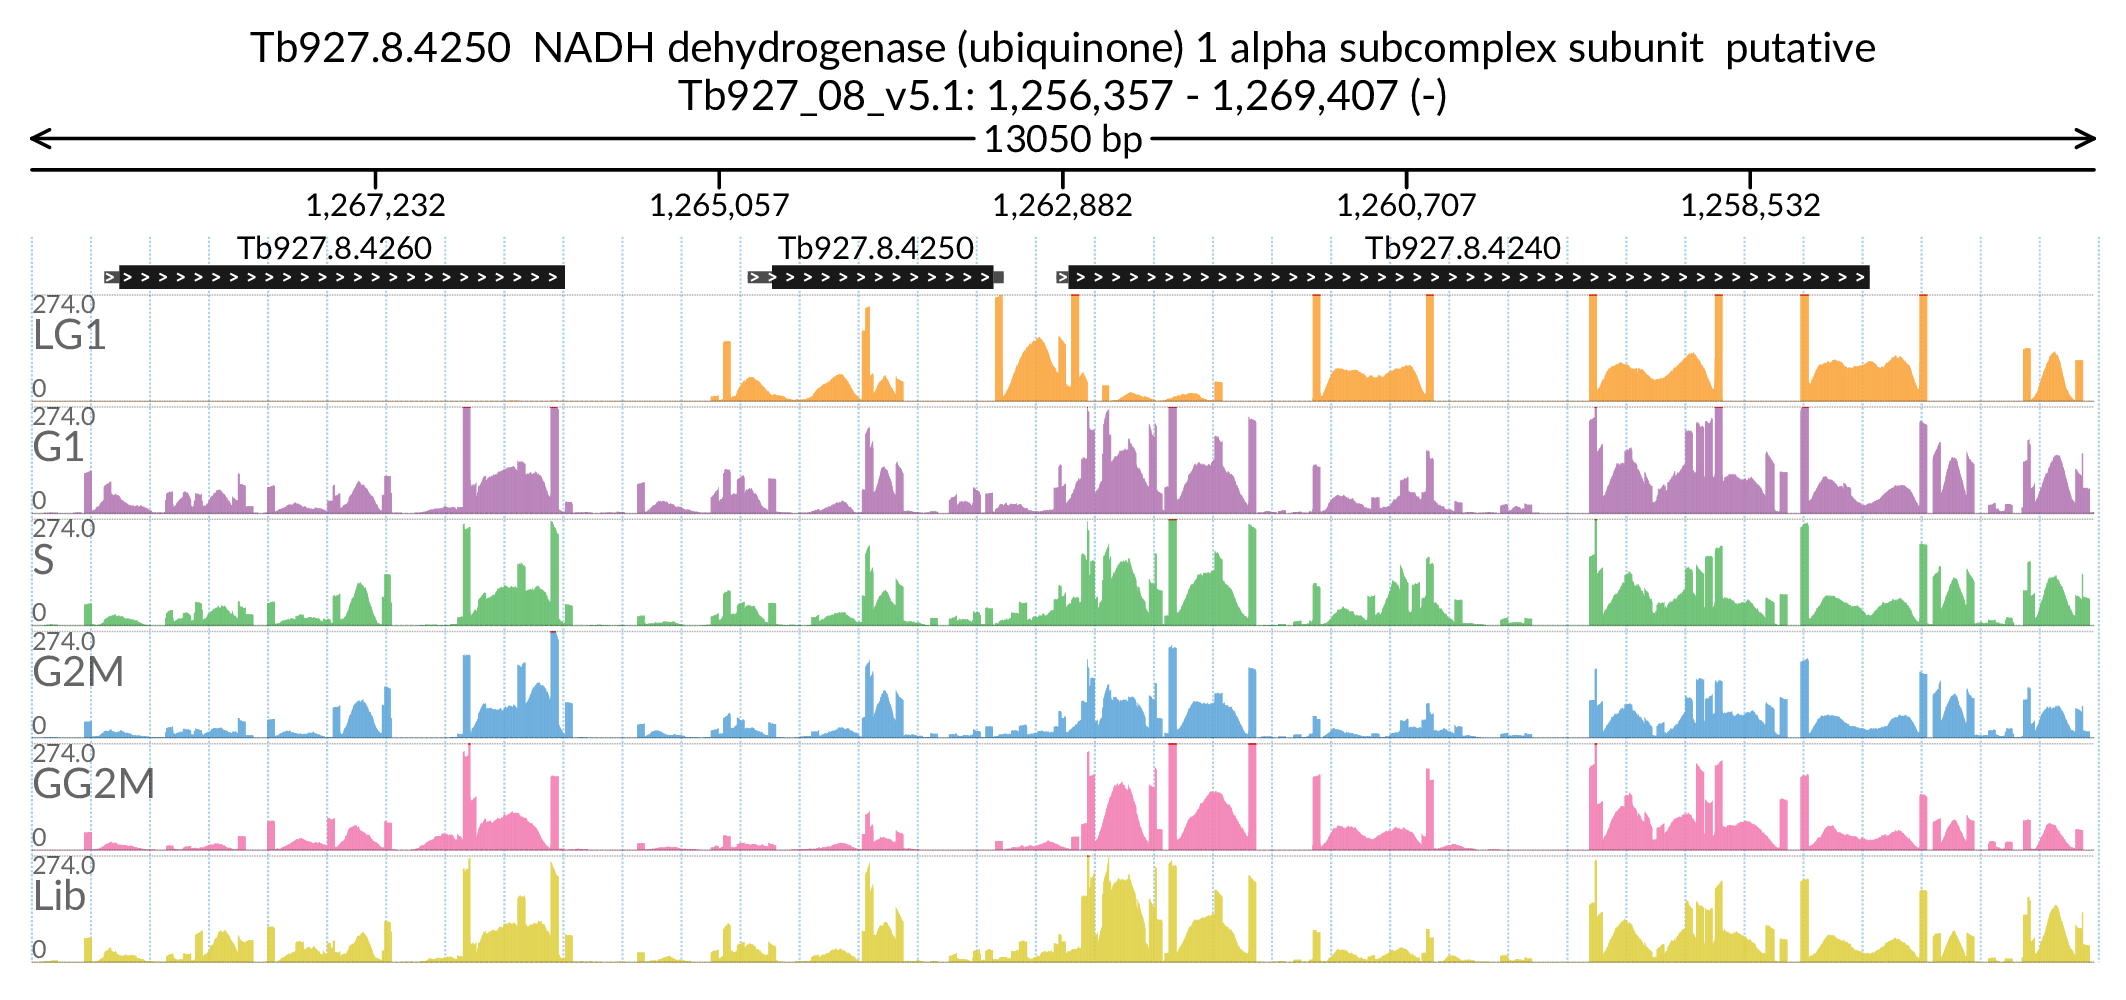 Tb927.8.4250  NADH dehydrogenase (ubiquinone) 1 alpha subcomplex subunit  putative
Tb927_08_v5.1: 1,256,357 - 1,269,407 (-)
13050 bp
1,267,232 1,265,057 1,262,882 1,260,707 1,258,532
Tb927.8.4260 Tb927.8.4250 Tb927.8.4240
274.0
LG1
0
274.0
G1
0
274.0
S
0
274.0
G2M
0
274.0
GG2M
0
274.0
Lib
0